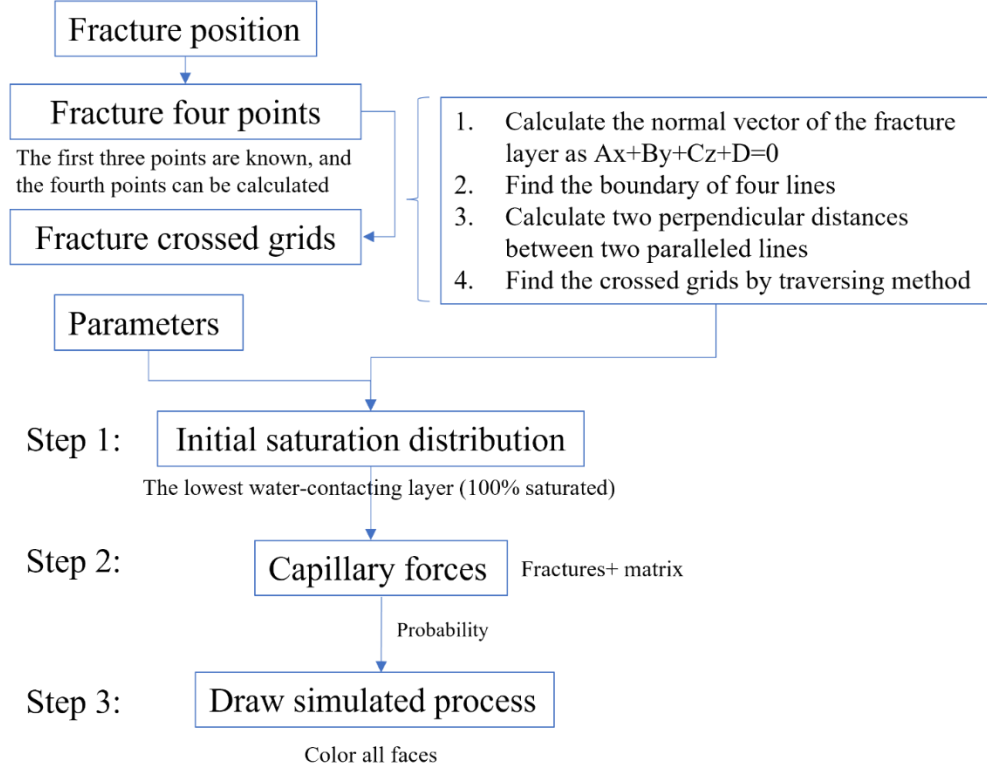 Fracture position
Fracture four points
The first three points are known, and
the fourth points can be calculated
Fracture crossed grids
1. Calculate the normal vector of the fracture
layer as Ax+By+Cz+D=0
2. Find the boundary of four lines
3. Calculate two perpendicular distances
between two paralleled lines
4. Find the crossed grids by traversing method
Parameters
Step 1:
Initial saturation distribution
The lowest water-contacting layer (100% saturated)
Step 2:
Capillary forces
Fractures+ matrix
Probability
Step 3:
Draw simulated process
Color all faces